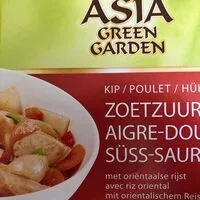 ASIA
GREEN
GARDEN
KIP / POULET / HÜH
ZOETZUUR
AIGRE-DOU
SÜSS-SAUR
met oriëntaalse rijst
avec riz oriental
mit orientalischem Reis